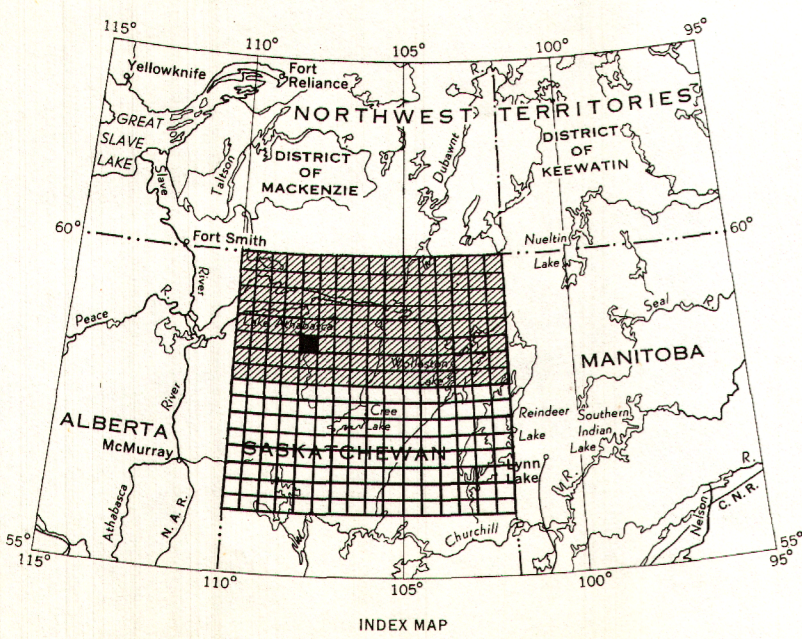 115°
110°
105°
100°
95°
Yellowknife
Fort
Reliance
R.
NORTHWEST TERRITORIES
GREAT
SLAVE
LAKE
Slave
Taltson
R.
DISTRICT
OF
MACKENZIE
Dubawnt
DISTRICT
OF
KEEWATIN
60°
Fort Smith
Nueltin
Lake
60°
River
Peace
R.
Lake Athabasca
Seal
R.
Wollaston
Lake
MANITOBA
River
ALBERTA
McMurray
Cree
Lake
SASKATCHEWAN
Reindeer
Lake
Southern
Indian
Lake
Lynn
Lake
R.
Athabasca
N. A. R.
Churchill
Nelson
R.
C. N. R.
55°
115°
110°
105°
100°
55°
95°
INDEX MAP